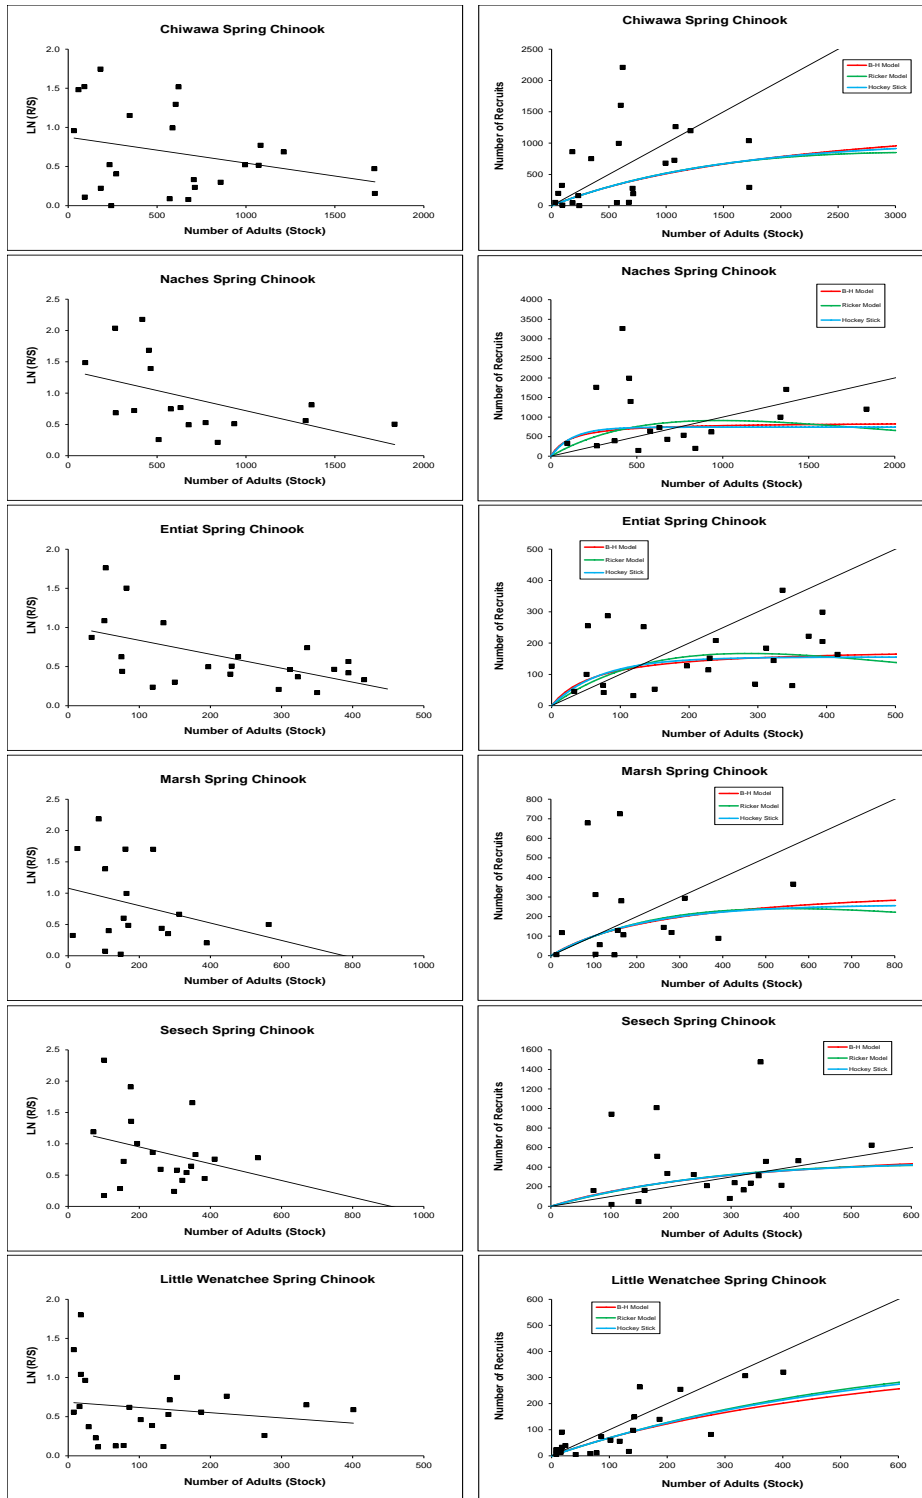 Chiwawa Spring Chinook
2.0
1.5
1.0
0.5
0.0
LN (R/S)
0
500
1000
1500
2000
Number of Adults (Stock)
Chiwawa Spring Chinook
2500
2000
1500
1000
500
0
Number of Recruits
B-H Model
Ricker Model
Hockey Stick
0
500
1000
1500
2000
2500
3000
Number of Adults (Stock)
Naches Spring Chinook
2.5
2.0
1.5
1.0
0.5
0.0
LN (R/S)
0
500
1000
1500
2000
Number of Adults (Stock)
Naches Spring Chinook
4000
3500
3000
2500
2000
1500
1000
500
0
Number of Recruits
B-H Model
Ricker Model
Hockey Stick
0
500
1000
1500
2000
Number of Adults (Stock)
Entiat Spring Chinook
2.0
1.5
1.0
0.5
0.0
LN (R/S)
0
100
200
300
400
500
Number of Adults (Stock)
Entiat Spring Chinook
500
400
300
200
100
0
Number of Recruits
B-H Model
Ricker Model
Hockey Stick
0
100
200
300
400
500
Number of Adults (Stock)
Marsh Spring Chinook
2.5
2.0
1.5
1.0
0.5
0.0
LN (R/S)
0
200
400
600
800
1000
Number of Adults (Stock)
Marsh Spring Chinook
800
700
600
500
400
300
200
100
0
Number of Recruits
B-H Model
Ricker Model
Hockey Stick
0
100
200
300
400
500
600
700
800
Number of Adults (Stock)
Sesech Spring Chinook
2.5
2.0
1.5
1.0
0.5
0.0
LN (R/S)
0
200
400
600
800
1000
Number of Adults (Stock)
Sesech Spring Chinook
1600
1400
1200
1000
800
600
400
200
0
Number of Recruits
B-H Model
Ricker Model
Hockey Stick
0
100
200
300
400
500
600
Number of Adults (Stock)
Little Wenatchee Spring Chinook
2.0
1.5
1.0
0.5
0.0
LN (R/S)
0
100
200
300
400
500
Number of Adults (Stock)
Little Wenatchee Spring Chinook
600
500
400
300
200
100
0
Number of Recruits
B-H Model
Ricker Model
Hockey Stick
0
100
200
300
400
500
600
Number of Adults (Stock)